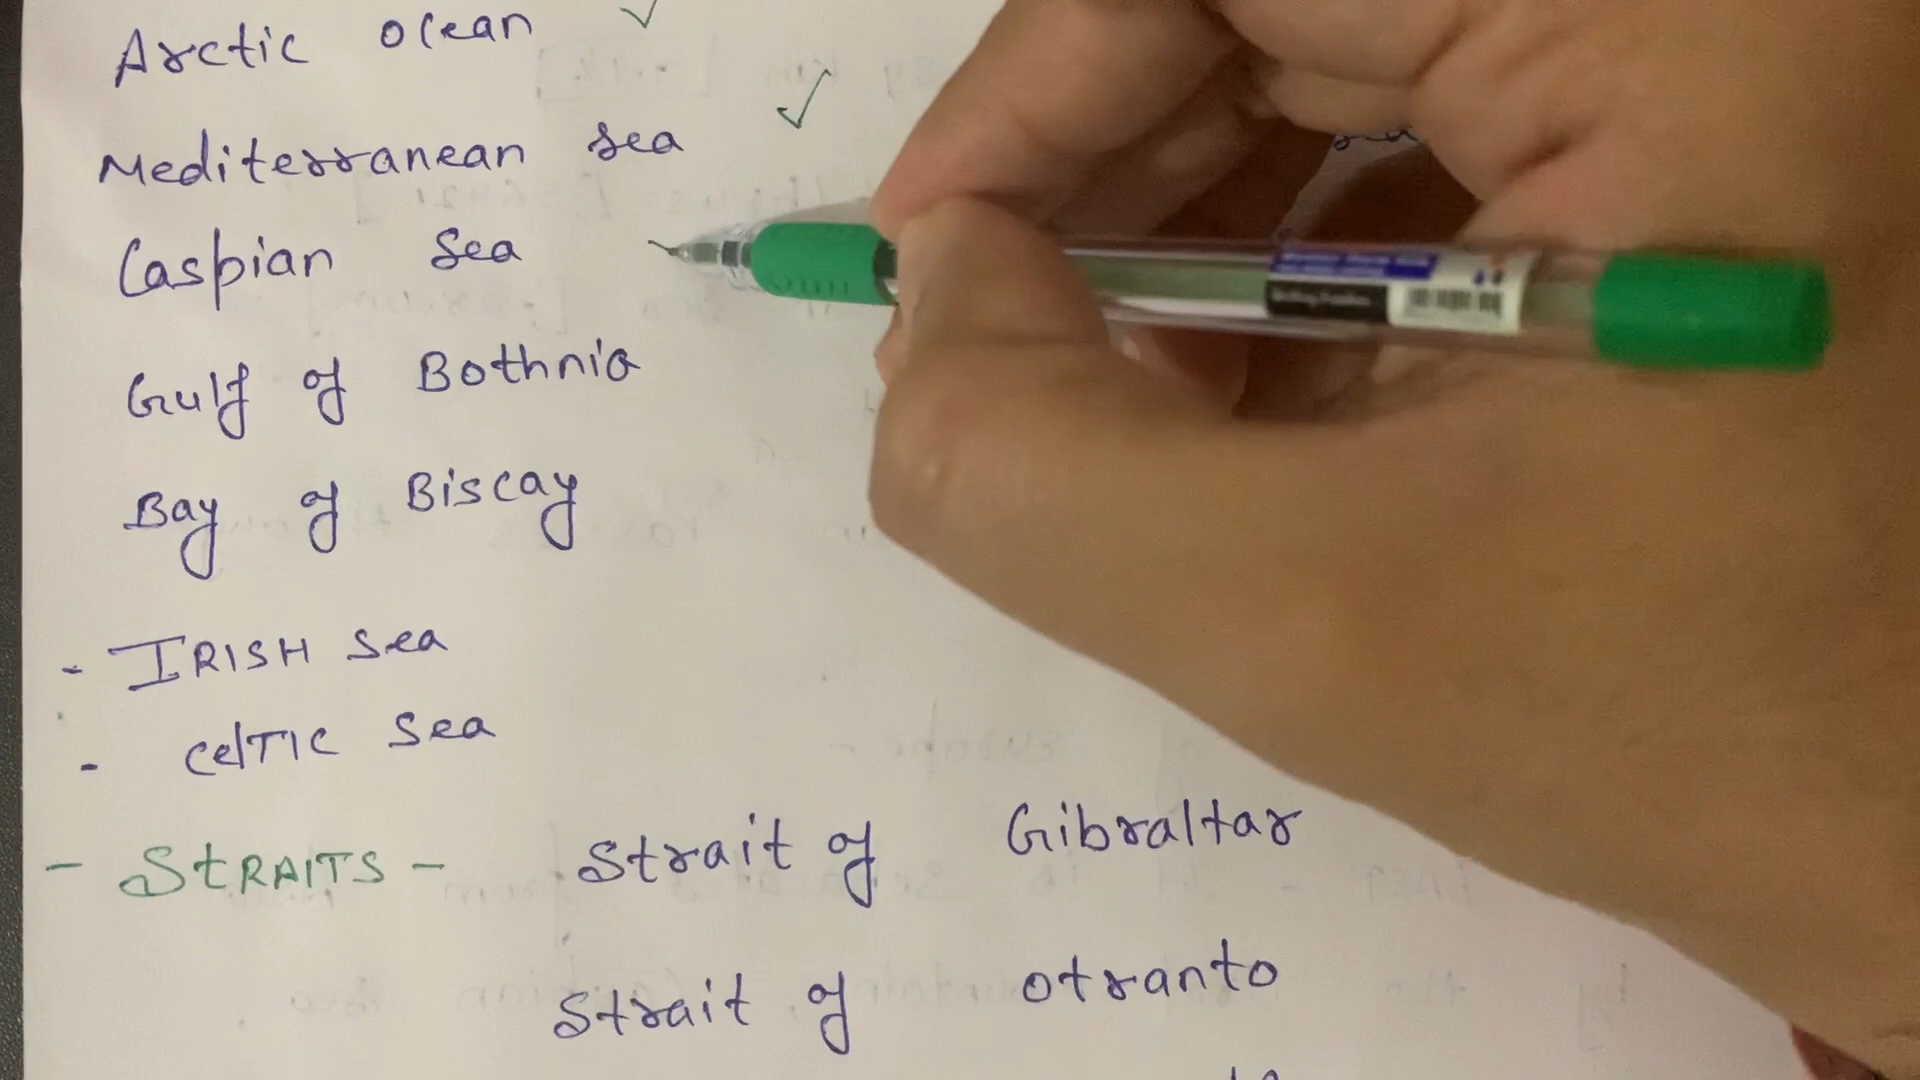 Arctic Ocean ✓
Mediterranean Sea ✓
Caspian Sea
Gulf of Bothnia
Bay of Biscay
- IRISH Sea
- CelTIC Sea
- StRAITS - Strait of Gibraltar
Strait of Otranto